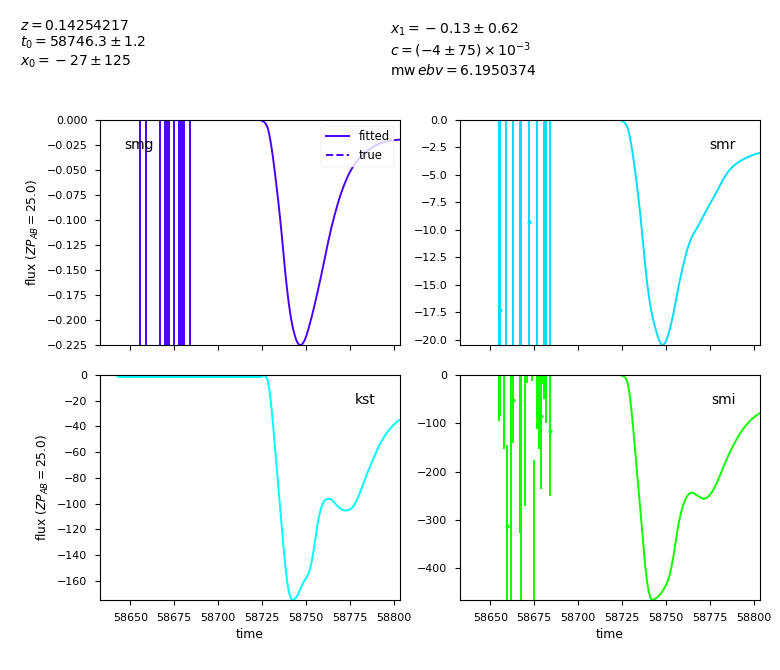 z = 0.14254217
t₀ = 58746.3 ± 1.2
x₀ = −27 ± 125
x₁ = −0.13 ± 0.62
c = (−4 ± 75) × 10⁻³
mw ebv = 6.1950374
smg
fitted
true
0.000
−0.025
−0.050
−0.075
−0.100
−0.125
−0.150
−0.175
−0.200
−0.225
flux (ZP_AB = 25.0)
smr
0.0
−2.5
−5.0
−7.5
−10.0
−12.5
−15.0
−17.5
−20.0
kst
0
−20
−40
−60
−80
−100
−120
−140
−160
flux (ZP_AB = 25.0)
58650 58675 58700 58725 58750 58775 58800
time
smi
0
−100
−200
−300
−400
58650 58675 58700 58725 58750 58775 58800
time